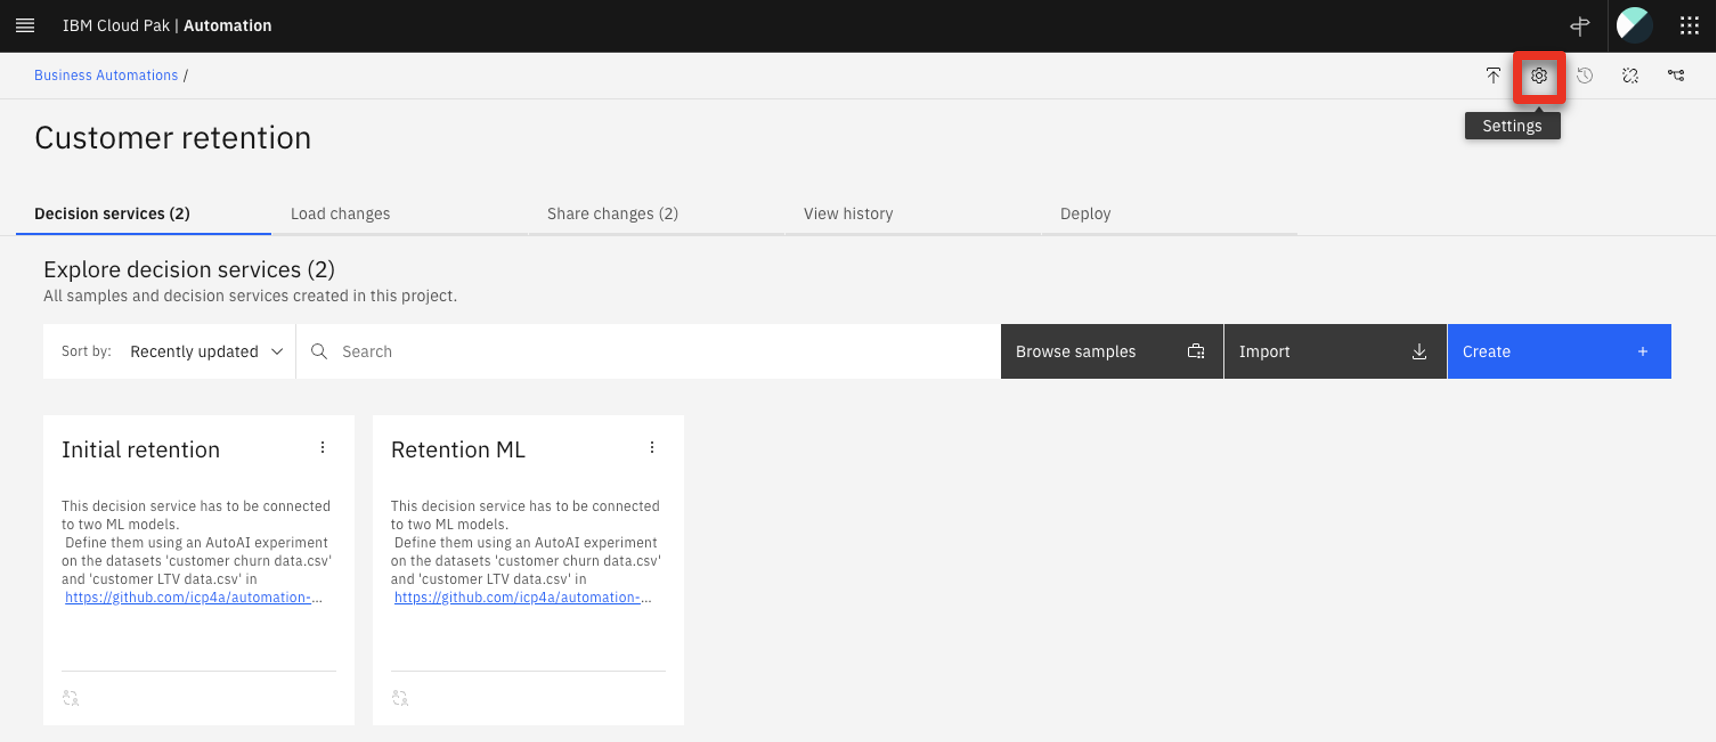 IBM Cloud Pak | Automation
Business Automations /
Settings
Customer retention
Decision services (2)
Load changes
Share changes (2)
View history
Deploy
Explore decision services (2)
All samples and decision services created in this project.
Sort by:
Recently updated
Search
Browse samples
Import
Create
Initial retention
This decision service has to be connected
to two ML models.
Define them using an AutoAI experiment
on the datasets 'customer churn data.csv'
and 'customer LTV data.csv' in
https://github.com/icp4a/automation-...
Retention ML
This decision service has to be connected
to two ML models.
Define them using an AutoAI experiment
on the datasets 'customer churn data.csv'
and 'customer LTV data.csv' in
https://github.com/icp4a/automation-...